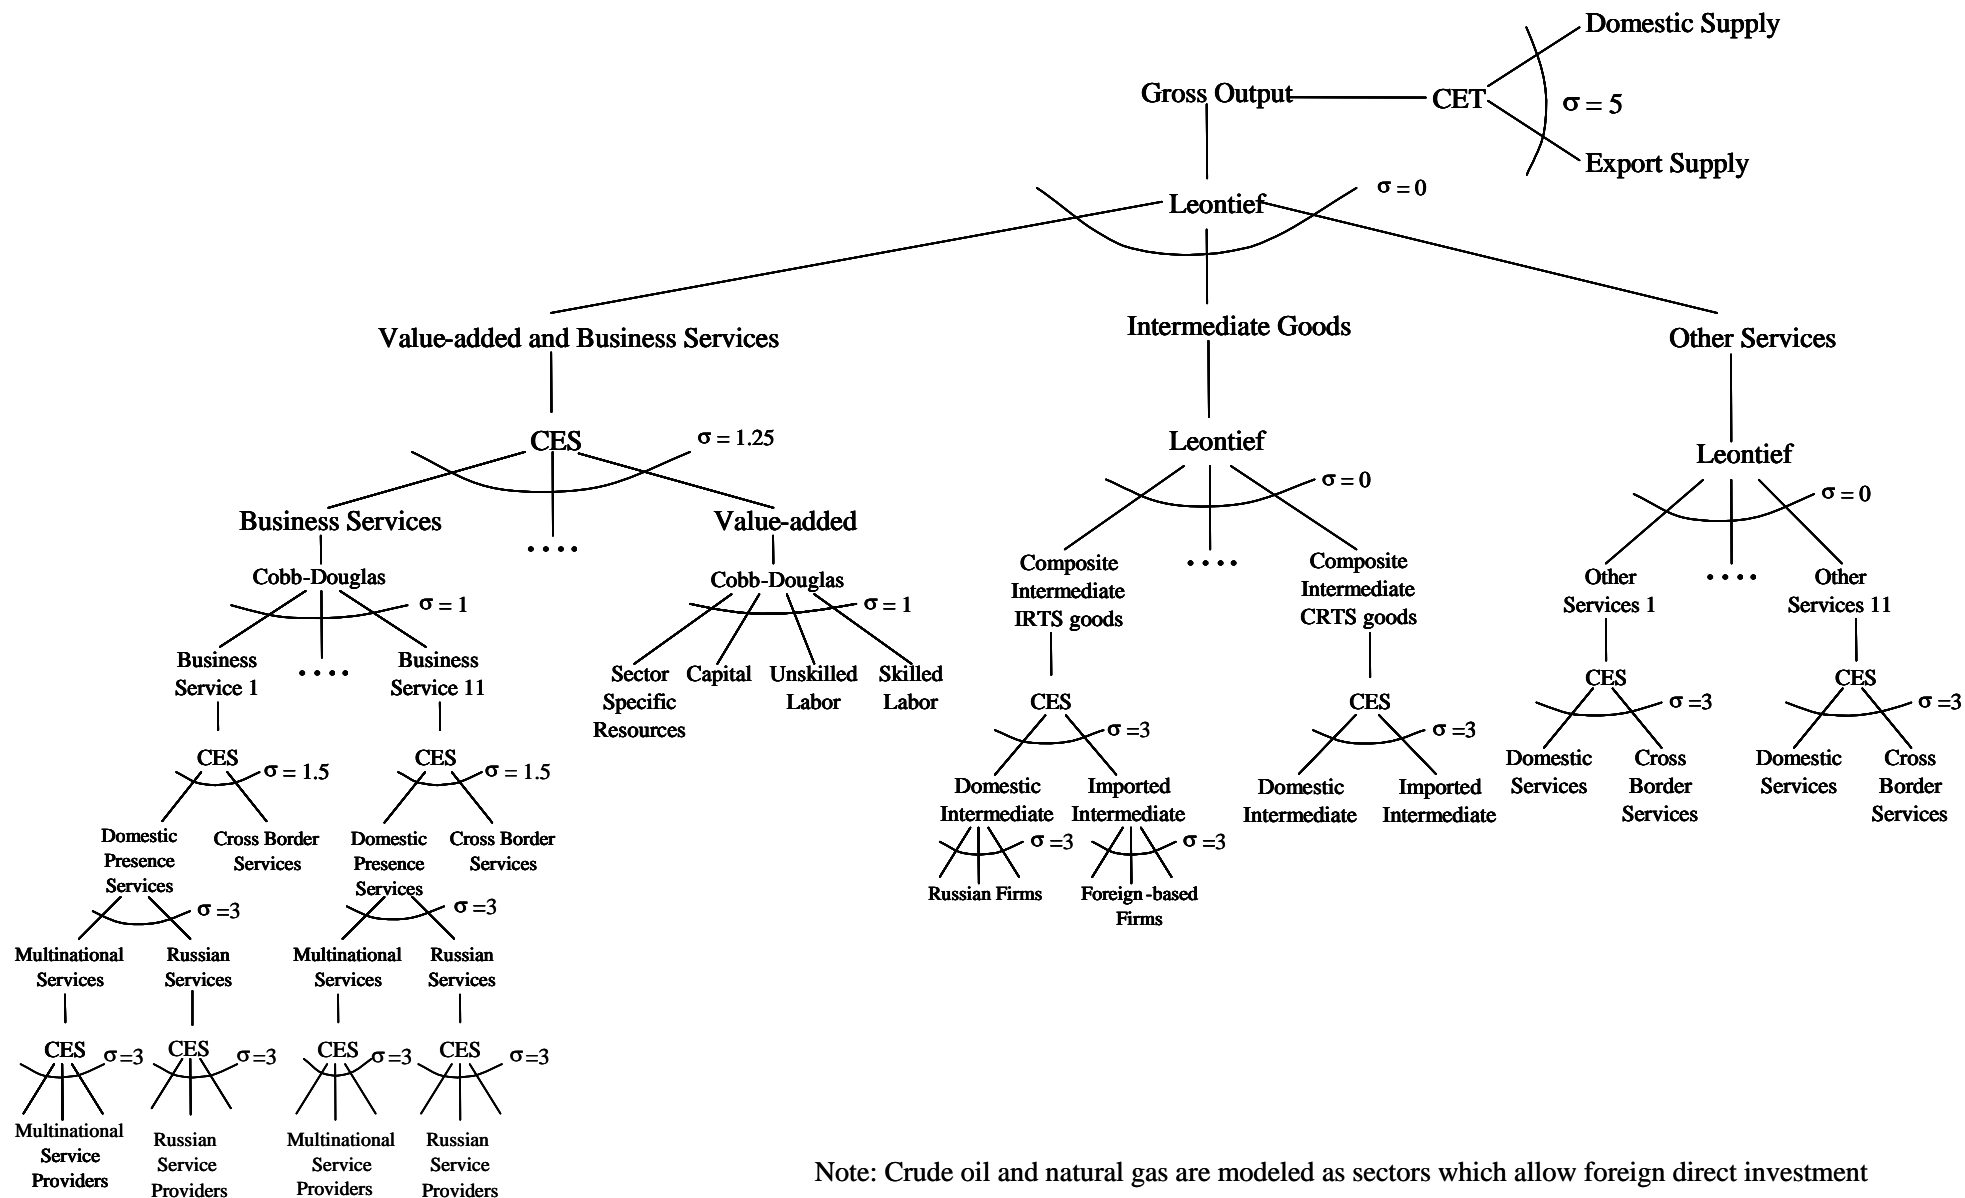 Domestic Supply
Gross Output
CET
σ = 5
Export Supply
Leontief
σ = 0
Value-added and Business Services
Intermediate Goods
Other Services
CES
σ = 1.25
Leontief
σ = 0
Leontief
σ = 0
Business Services
....
Value-added
Cobb-Douglas
σ = 1
Cobb-Douglas
σ = 1
Composite
Intermediate
IRTS goods
....
Composite
Intermediate
CRTS goods
Other
Services 1
....
Other
Services 11
Business
Service 1
....
Business
Service 11
Sector
Specific
Resources
Capital
Unskilled
Labor
Skilled
Labor
CES
σ =3
CES
σ =3
CES
σ =3
CES
σ =3
CES
σ = 1.5
CES
σ = 1.5
Domestic
Intermediate
σ =3
Imported
Intermediate
σ =3
Domestic
Intermediate
Imported
Intermediate
Domestic
Services
Cross
Border
Services
Domestic
Services
Cross
Border
Services
Domestic
Presence
Services
Cross Border
Services
Domestic
Presence
Services
Cross Border
Services
Russian Firms
Foreign -based
Firms
σ =3
σ =3
Multinational
Services
Russian
Services
Multinational
Services
Russian
Services
CES
σ =3
CES
σ =3
CES
σ =3
CES
σ =3
Multinational
Service
Providers
Russian
Service
Providers
Multinational
Service
Providers
Russian
Service
Providers
Note: Crude oil and natural gas are modeled as sectors which allow foreign direct investment